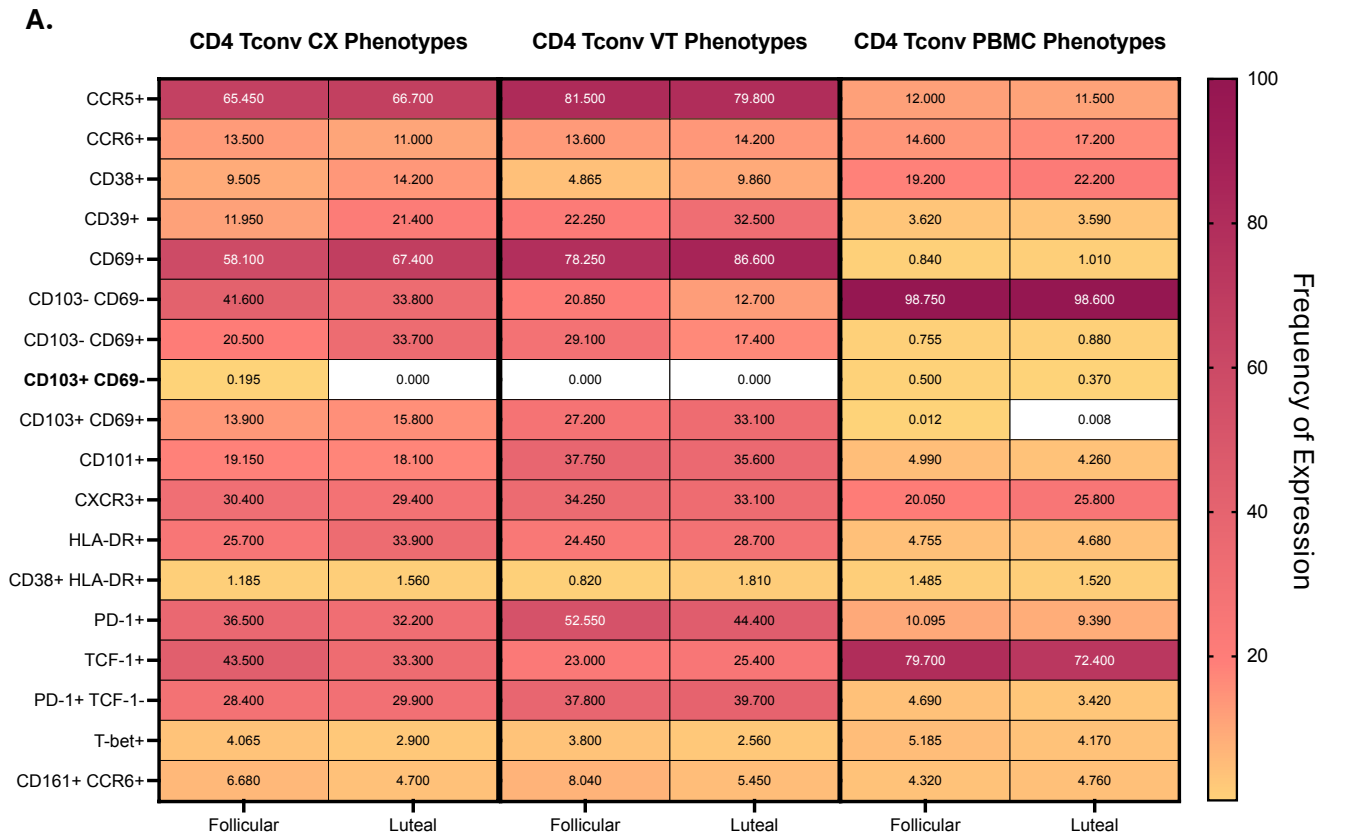 A.
CD4 Tconv CX Phenotypes CD4 Tconv VT Phenotypes CD4 Tconv PBMC Phenotypes
CCR5+ 65.450 66.700 81.500 79.800 12.000 11.500
CCR6+ 13.500 11.000 13.600 14.200 14.600 17.200
CD38+ 9.505 14.200 4.865 9.860 19.200 22.200
CD39+ 11.950 21.400 22.250 32.500 3.620 3.590
CD69+ 58.100 67.400 78.250 86.600 0.840 1.010
CD103- CD69- 41.600 33.800 20.850 12.700 98.750 98.600
CD103- CD69+ 20.500 33.700 29.100 17.400 0.755 0.880
CD103+ CD69- 0.195 0.000 0.000 0.000 0.500 0.370
CD103+ CD69+ 13.900 15.800 27.200 33.100 0.012 0.008
CD101+ 19.150 18.100 37.750 35.600 4.990 4.260
CXCR3+ 30.400 29.400 34.250 33.100 20.050 25.800
HLA-DR+ 25.700 33.900 24.450 28.700 4.755 4.680
CD38+ HLA-DR+ 1.185 1.560 0.820 1.810 1.485 1.520
PD-1+ 36.500 32.200 52.550 44.400 10.095 9.390
TCF-1+ 43.500 33.300 23.000 25.400 79.700 72.400
PD-1+ TCF-1- 28.400 29.900 37.800 39.700 4.690 3.420
T-bet+ 4.065 2.900 3.800 2.560 5.185 4.170
CD161+ CCR6+ 6.680 4.700 8.040 5.450 4.320 4.760
Follicular Luteal Follicular Luteal Follicular Luteal
100
80
60
40
20
Frequency of Expression